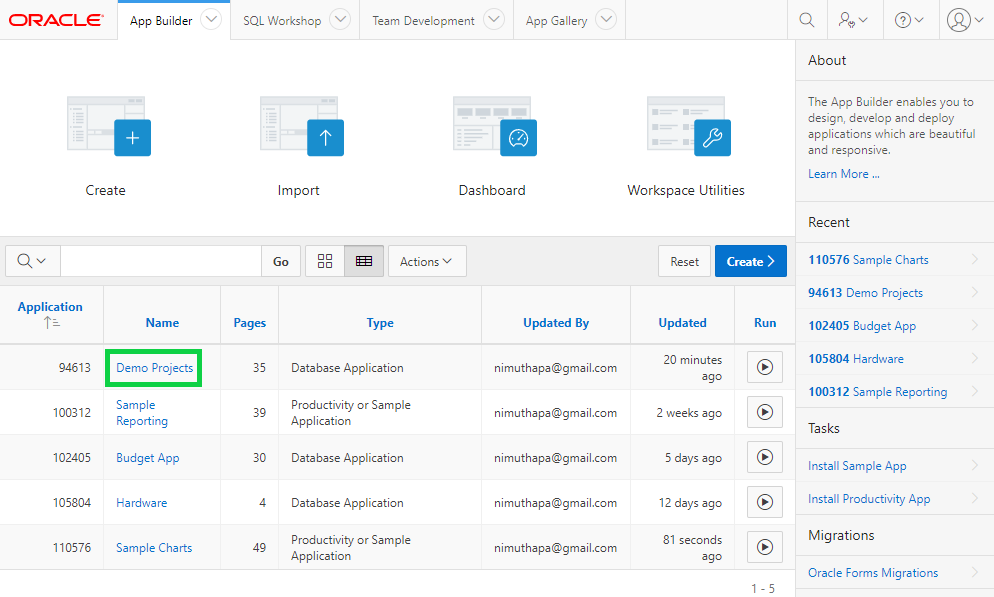 ORACLE
App Builder
SQL Workshop
Team Development
App Gallery
Create
Import
Dashboard
Workspace Utilities
Go
Actions
Reset
Create
Application Name Pages Type Updated By Updated Run
94613 Demo Projects 35 Database Application nimuthapa@gmail.com 20 minutes
ago
100312 Sample
Reporting
39 Productivity or Sample
Application
nimuthapa@gmail.com 2 weeks ago
102405 Budget App 30 Database Application nimuthapa@gmail.com 5 days ago
105804 Hardware 4 Database Application nimuthapa@gmail.com 12 days ago
110576 Sample Charts 49 Productivity or Sample
Application
nimuthapa@gmail.com 81 seconds
ago
1 - 5
About
The App Builder enables you to
design, develop and deploy
applications which are beautiful
and responsive.
Learn More ...
Recent
110576 Sample Charts
94613 Demo Projects
102405 Budget App
105804 Hardware
100312 Sample Reporting
Tasks
Install Sample App
Install Productivity App
Migrations
Oracle Forms Migrations